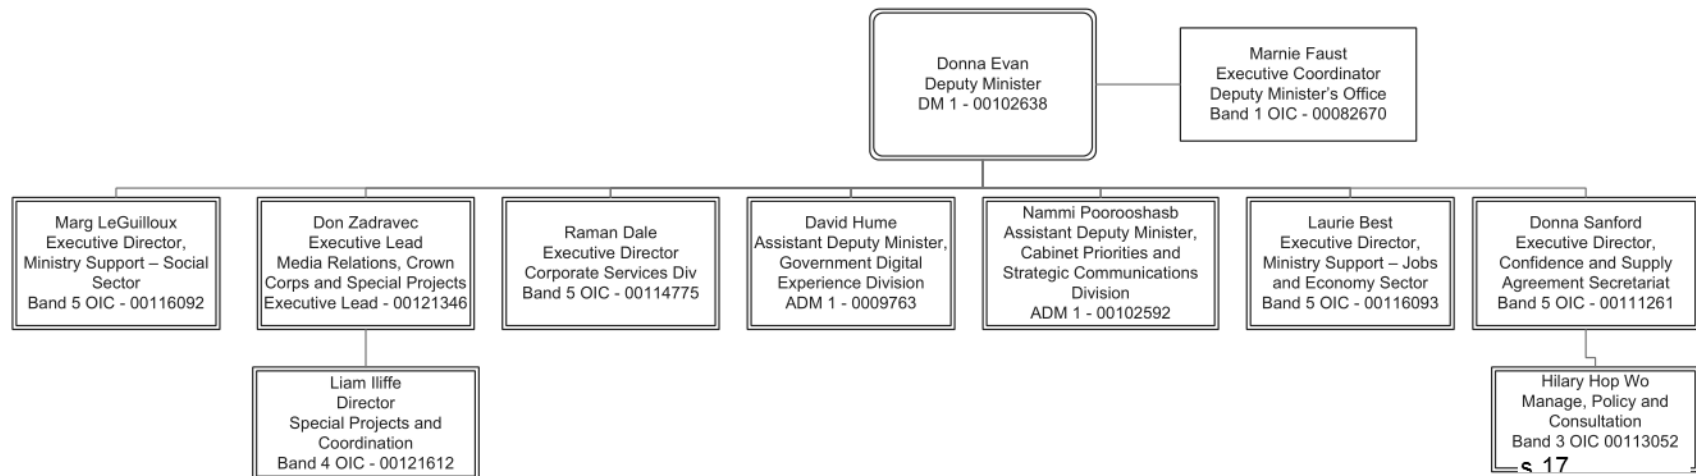 Donna Evan
Deputy Minister
DM 1 - 00102638
Marnie Faust
Executive Coordinator
Deputy Minister's Office
Band 1 OIC - 00082670
Marg LeGuilloux
Executive Director,
Ministry Support – Social
Sector
Band 5 OIC - 00116092
Don Zadravec
Executive Lead
Media Relations, Crown
Corps and Special Projects
Executive Lead - 00121346
Raman Dale
Executive Director
Corporate Services Div
Band 5 OIC - 00114775
David Hume
Assistant Deputy Minister,
Government Digital
Experience Division
ADM 1 - 0009763
Nammi Poorooshasb
Assistant Deputy Minister,
Cabinet Priorities and
Strategic Communications
Division
ADM 1 - 00102592
Laurie Best
Executive Director,
Ministry Support – Jobs
and Economy Sector
Band 5 OIC - 00116093
Donna Sanford
Executive Director,
Confidence and Supply
Agreement Secretariat
Band 5 OIC - 00111261
Liam Iliffe
Director
Special Projects and
Coordination
Band 4 OIC - 00121612
Hilary Hop Wo
Manage, Policy and
Consultation
Band 3 OIC 00113052
s. 17